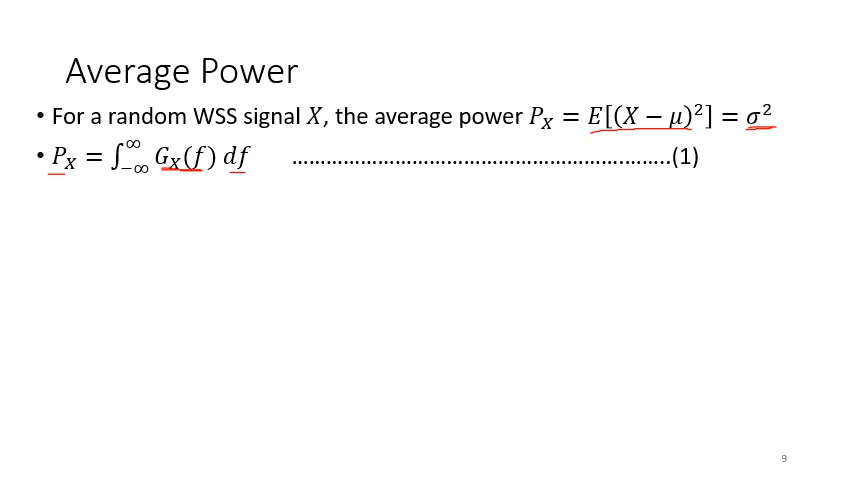 Average Power
• For a random WSS signal 𝑋, the average power 𝑃_𝑋 = 𝐸[(𝑋 − 𝜇)²] = 𝜎²
• 𝑃_𝑋 = ∫_{−∞}^{∞} 𝐺_𝑋(𝑓) 𝑑𝑓 ……………………………………………………………..(1)
9